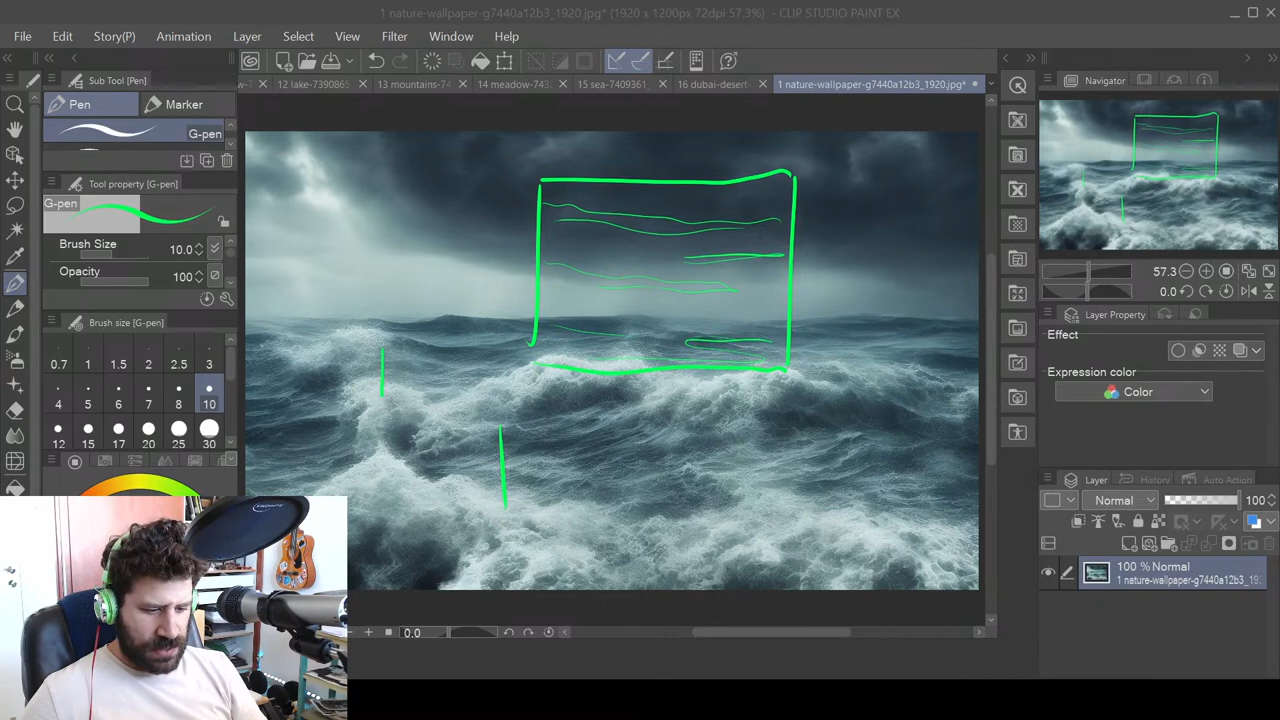 1 nature-wallpaper-g7440a12b3_1920.jpg* (1920 x 1200px 72dpi 57.3%) - CLIP STUDIO PAINT EX
File Edit Story(P) Animation Layer Select View Filter Window Help
Sub Tool [Pen]
12 lake-7390865 13 mountains-74 14 meadow-743 15 sea-7409361_ 16 dubai-desert- 1 nature-wallpaper-g7440a12b3_1920.jpg*
Navigator
Pen Marker
G-pen
Tool property [G-pen]
G-pen
Brush Size 10.0
Opacity 100
57.3
0.0
Layer Property
Effect
Expression color
Color
Brush size [G-pen]
0.7 1 1.5 2 2.5 3
4 5 6 7 8 10
12 15 17 20 25 30
Layer History Auto Action
Normal 100
100 % Normal
1 nature-wallpaper-g7440a12b3_192
0.0